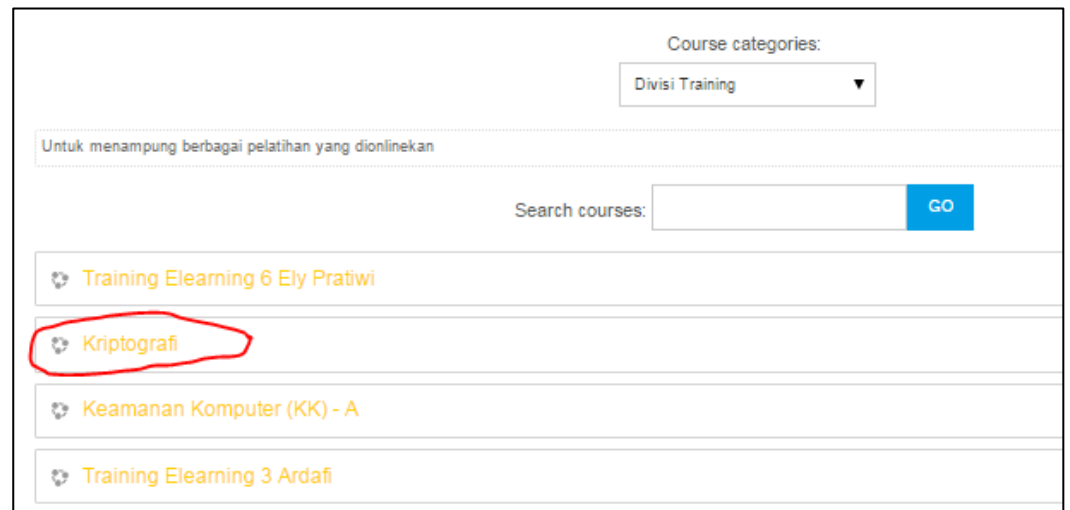 Course categories:
Divisi Training
Untuk menampung berbagai pelatihan yang dionlinekan
Search courses: GO
Training Elearning 6 Ely Pratiwi
Kriptografi
Keamanan Komputer (KK) - A
Training Elearning 3 Ardafi